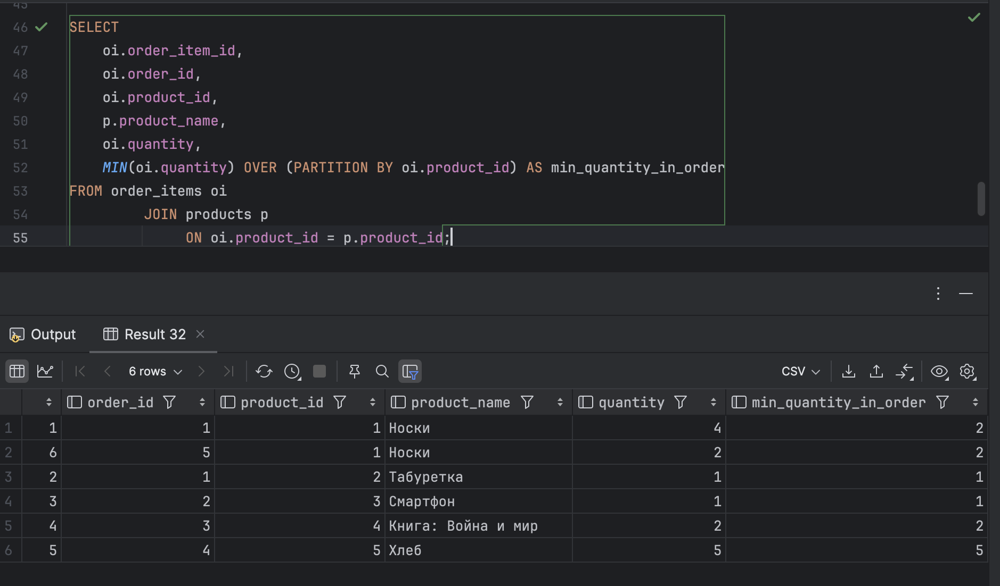 45
46 SELECT
47 oi.order_item_id,
48 oi.order_id,
49 oi.product_id,
50 p.product_name,
51 oi.quantity,
52 MIN(oi.quantity) OVER (PARTITION BY oi.product_id) AS min_quantity_in_order
53 FROM order_items oi
54 JOIN products p
55 ON oi.product_id = p.product_id;
Output Result 32
6 rows CSV
order_id product_id product_name quantity min_quantity_in_order
1 1 1 1 Носки 4 2
2 6 5 1 Носки 2 2
3 2 1 2 Табуретка 1 1
4 3 2 3 Смартфон 1 1
5 4 3 4 Книга: Война и мир 2 2
6 5 4 5 Хлеб 5 5